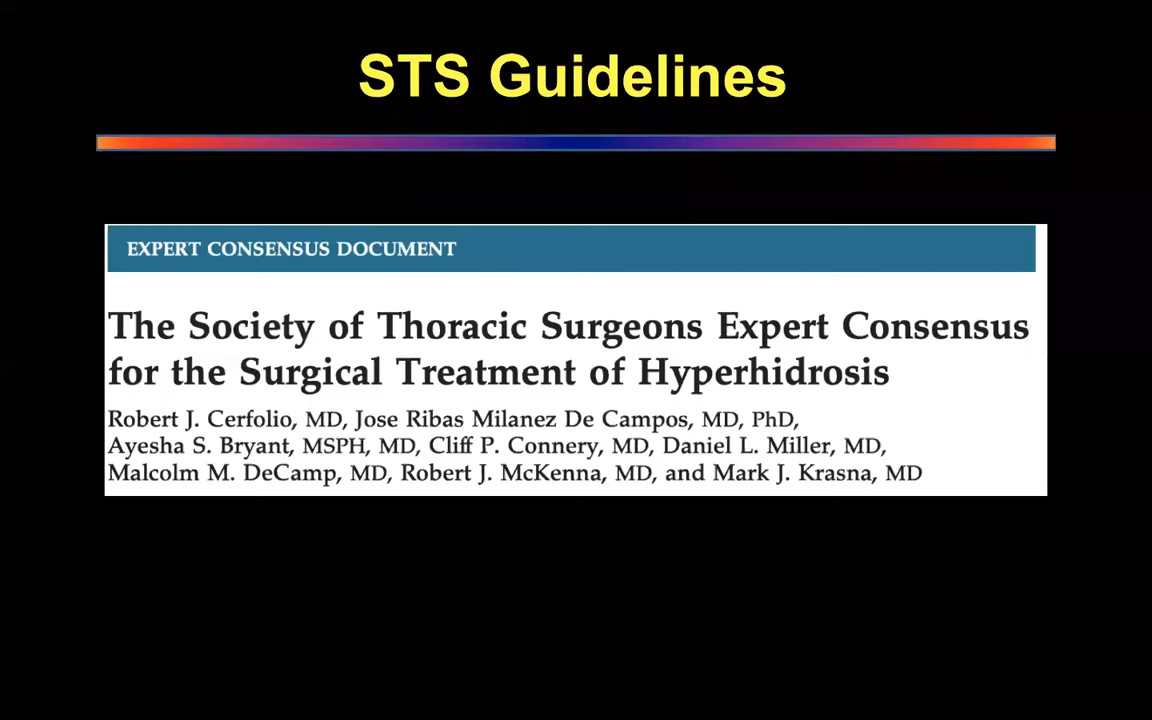 STS Guidelines
EXPERT CONSENSUS DOCUMENT
The Society of Thoracic Surgeons Expert Consensus
for the Surgical Treatment of Hyperhidrosis
Robert J. Cerfolio, MD, Jose Ribas Milanez De Campos, MD, PhD,
Ayesha S. Bryant, MSPH, MD, Cliff P. Connery, MD, Daniel L. Miller, MD,
Malcolm M. DeCamp, MD, Robert J. McKenna, MD, and Mark J. Krasna, MD